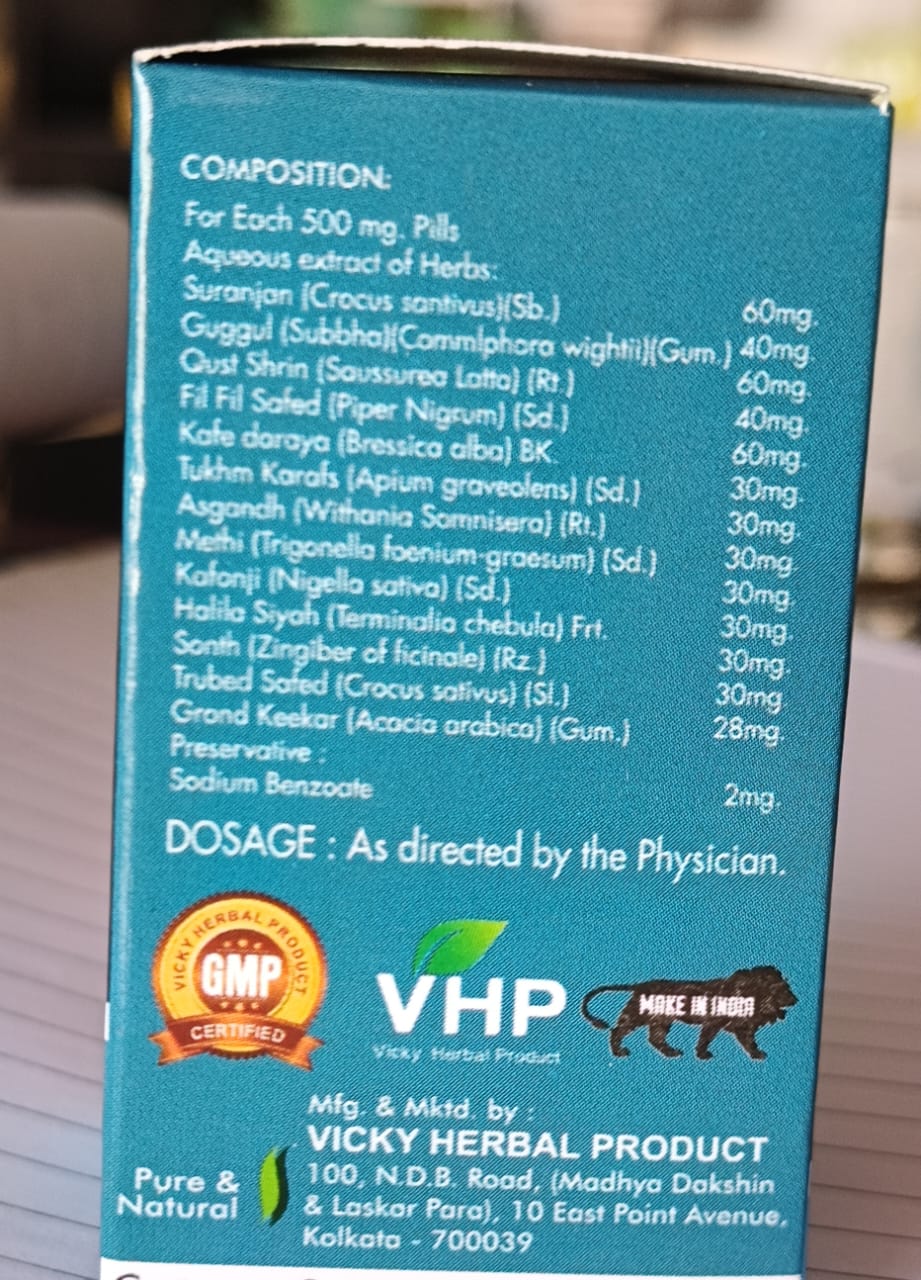 COMPOSITION:
For Each 500 mg. Pills
Aqueous extract of Herbs:
Suranjan (Crocus santivus)(Sb.) 60mg.
Guggul (Subbha)(Commlphora wightii)(Gum.) 40mg.
Qust Shrin (Saussurea Latta) (Rt.) 60mg.
Fil Fil Safed (Piper Nigrum) (Sd.) 40mg.
Kafe daraya (Bressica alba) BK. 60mg.
Tukhm Karafs (Apium graveolens) (Sd.) 30mg.
Asgandh (Withania Somnisera) (Rt.) 30mg.
Methi (Trigonella foenium-graesum) (Sd.) 30mg.
Kafonji (Nigella sativa) (Sd.) 30mg.
Halila Siyah (Terminalia chebula) Frt. 30mg.
Sonth (Zingiber of ficinale) (Rz.) 30mg.
Trubed Safed (Crocus sativus) (Sl.) 30mg.
Grond Keekar (Acacia arabica) (Gum.) 28mg.
Preservative :
Sodium Benzoate 2mg.
DOSAGE : As directed by the Physician.
VICKY HERBAL PRODUCT
GMP
CERTIFIED
VHP
Vicky Herbal Product
MAKE IN INDIA
Mfg. & Mktd. by :
VICKY HERBAL PRODUCT
100, N.D.B. Road, (Madhya Dakshin
& Laskar Para), 10 East Point Avenue,
Kolkata - 700039
Pure &
Natural